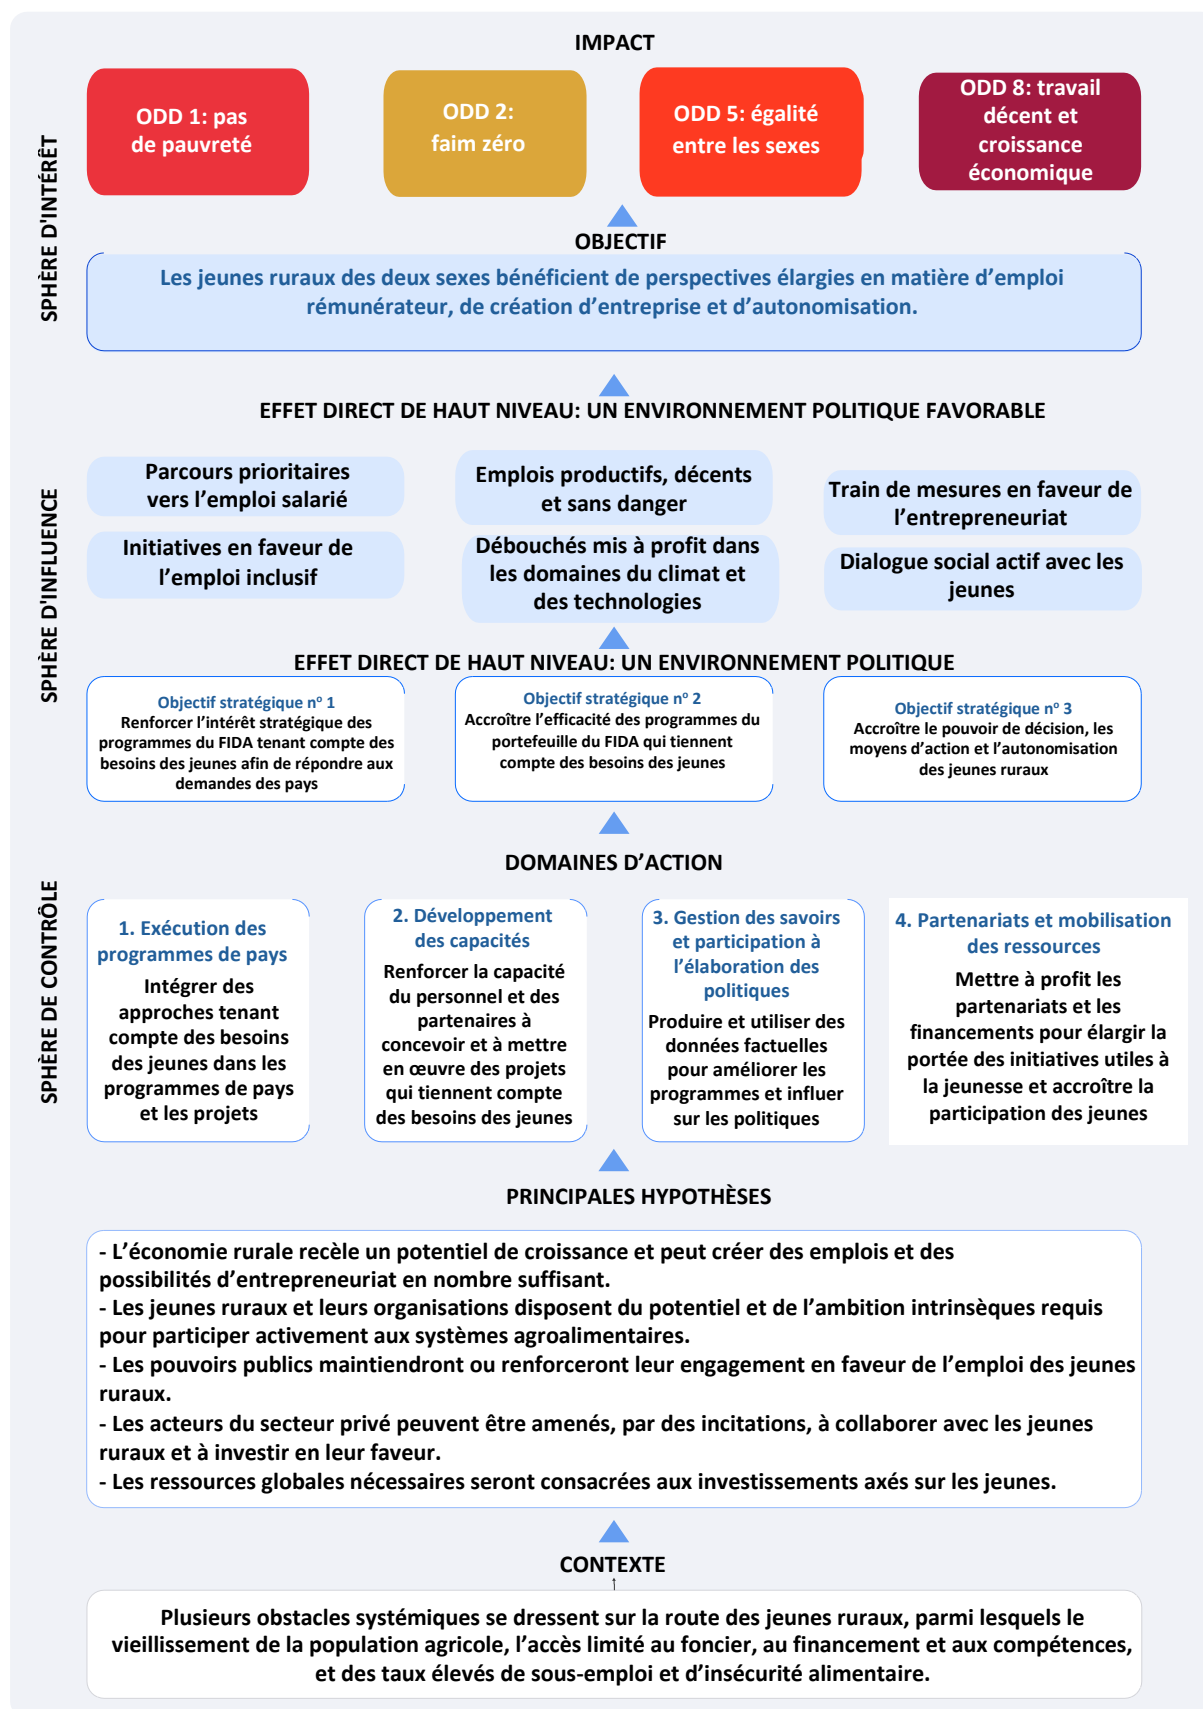 IMPACT
SPHÈRE D'INTÉRÊT
ODD 1: pas
de pauvreté
ODD 2:
faim zéro
ODD 5: égalité
entre les sexes
ODD 8: travail
décent et
croissance
économique
OBJECTIF
Les jeunes ruraux des deux sexes bénéficient de perspectives élargies en matière d’emploi
rémunérateur, de création d’entreprise et d’autonomisation.
EFFET DIRECT DE HAUT NIVEAU: UN ENVIRONNEMENT POLITIQUE FAVORABLE
SPHÈRE D'INFLUENCE
Parcours prioritaires
vers l’emploi salarié
Emplois productifs, décents
et sans danger
Train de mesures en faveur de
l’entrepreneuriat
Initiatives en faveur de
l’emploi inclusif
Débouchés mis à profit dans
les domaines du climat et
des technologies
Dialogue social actif avec les
jeunes
EFFET DIRECT DE HAUT NIVEAU: UN ENVIRONNEMENT POLITIQUE
Objectif stratégique nº 1
Renforcer l’intérêt stratégique des
programmes du FIDA tenant compte des
besoins des jeunes afin de répondre aux
demandes des pays
Objectif stratégique nº 2
Accroître l’efficacité des programmes du
portefeuille du FIDA qui tiennent
compte des besoins des jeunes
Objectif stratégique nº 3
Accroître le pouvoir de décision, les
moyens d’action et l’autonomisation
des jeunes ruraux
DOMAINES D’ACTION
SPHÈRE DE CONTRÔLE
1. Exécution des
programmes de pays
Intégrer des
approches tenant
compte des besoins
des jeunes dans les
programmes de pays
et les projets
2. Développement
des capacités
Renforcer la capacité
du personnel et des
partenaires à
concevoir et à mettre
en œuvre des projets
qui tiennent compte
des besoins des jeunes
3. Gestion des savoirs
et participation à
l’élaboration des
politiques
Produire et utiliser des
données factuelles
pour améliorer les
programmes et influer
sur les politiques
4. Partenariats et mobilisation
des ressources
Mettre à profit les
partenariats et les
financements pour élargir la
portée des initiatives utiles à
la jeunesse et accroître la
participation des jeunes
PRINCIPALES HYPOTHÈSES
- L’économie rurale recèle un potentiel de croissance et peut créer des emplois et des
possibilités d’entrepreneuriat en nombre suffisant.
- Les jeunes ruraux et leurs organisations disposent du potentiel et de l’ambition intrinsèques requis
pour participer activement aux systèmes agroalimentaires.
- Les pouvoirs publics maintiendront ou renforceront leur engagement en faveur de l’emploi des jeunes
ruraux.
- Les acteurs du secteur privé peuvent être amenés, par des incitations, à collaborer avec les jeunes
ruraux et à investir en leur faveur.
- Les ressources globales nécessaires seront consacrées aux investissements axés sur les jeunes.
CONTEXTE
Plusieurs obstacles systémiques se dressent sur la route des jeunes ruraux, parmi lesquels le
vieillissement de la population agricole, l’accès limité au foncier, au financement et aux compétences,
et des taux élevés de sous-emploi et d’insécurité alimentaire.